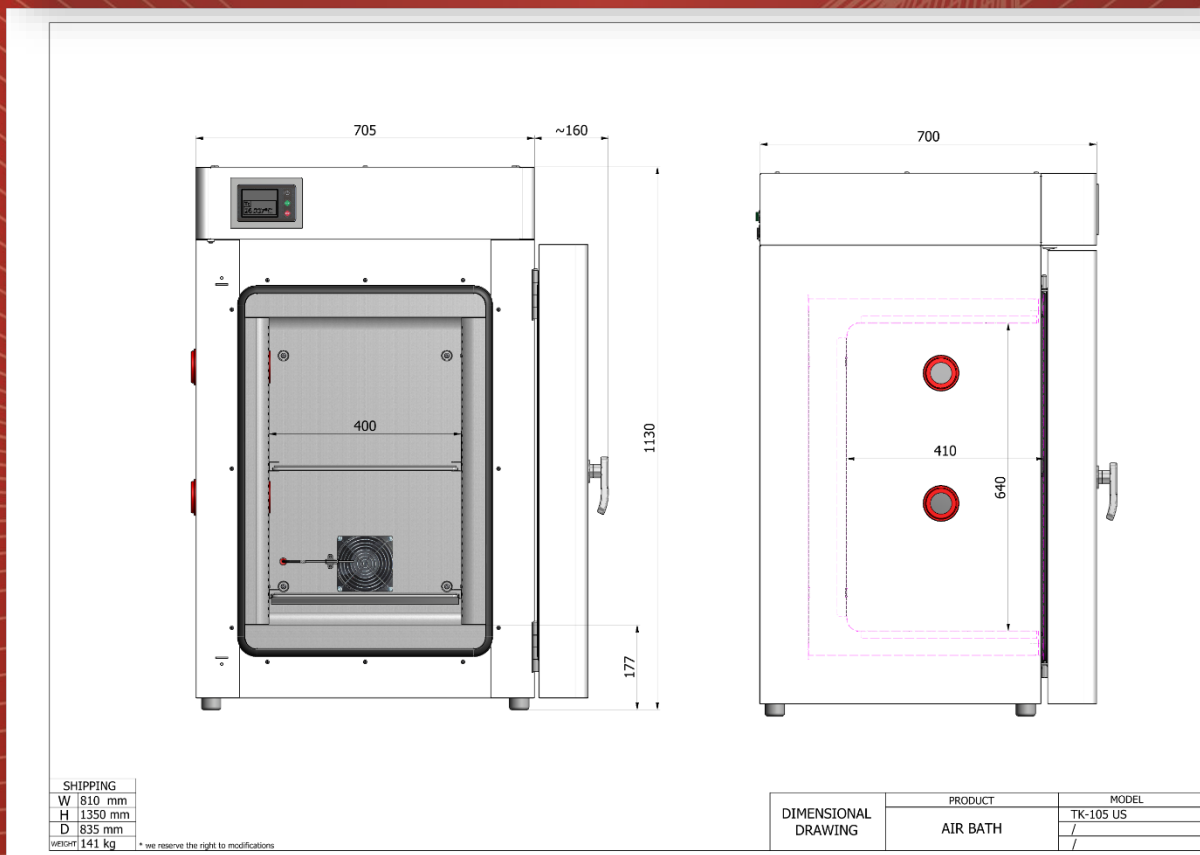 705
~160
700
400
1130
410
640
177
SHIPPING
W 810 mm
H 1350 mm
D 835 mm
WEIGHT 141 kg
* we reserve the right to modifications
DIMENSIONAL
DRAWING
PRODUCT
AIR BATH
MODEL
TK-105 US
/
/